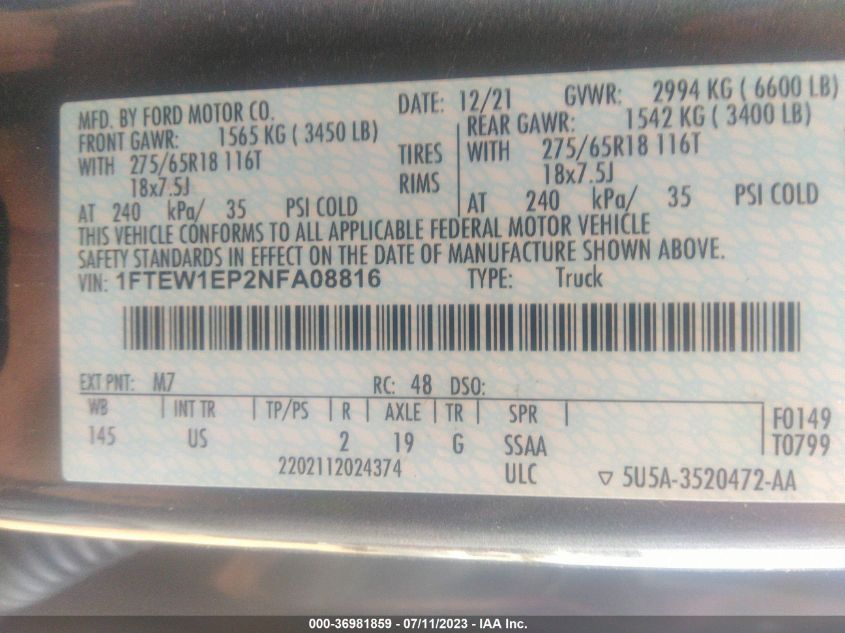 MFD. BY FORD MOTOR CO. DATE: 12/21 GVWR: 2994 KG ( 6600 LB)
FRONT GAWR: 1565 KG ( 3450 LB) REAR GAWR: 1542 KG ( 3400 LB)
WITH 275/65R18 116T TIRES WITH 275/65R18 116T
18x7.5J RIMS 18x7.5J
AT 240 kPa/ 35 PSI COLD AT 240 kPa/ 35 PSI COLD
THIS VEHICLE CONFORMS TO ALL APPLICABLE FEDERAL MOTOR VEHICLE
SAFETY STANDARDS IN EFFECT ON THE DATE OF MANUFACTURE SHOWN ABOVE.
VIN: 1FTEW1EP2NFA08816 TYPE: Truck
EXT PNT: M7 RC: 48 DSO:
WB | INT TR | TP/PS | R | AXLE | TR | SPR | F0149
145 US 2 19 G SSAA T0799
2202112024374 ULC ▽ 5U5A-3520472-AA
000-36981859 - 07/11/2023 - IAA Inc.